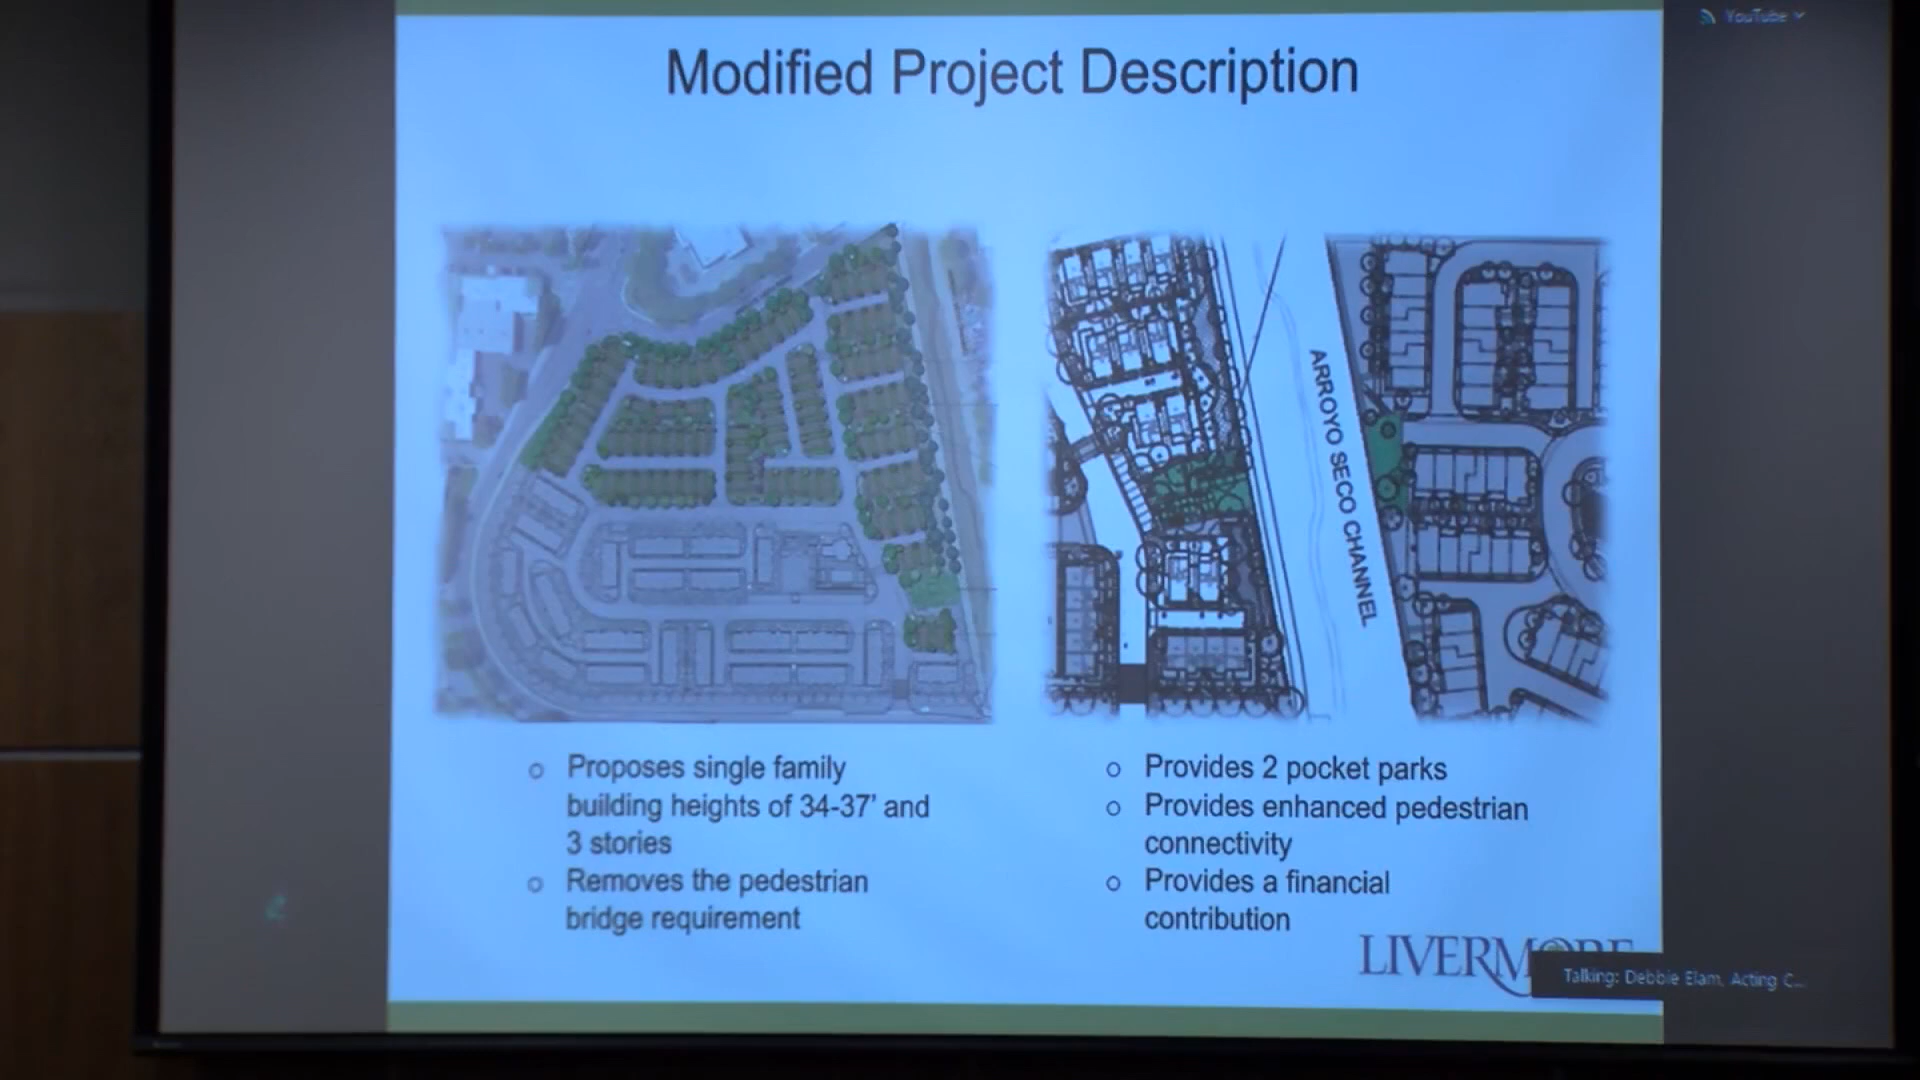 YouTube
Modified Project Description
ARROYO SECO CHANNEL
Proposes single family
building heights of 34-37' and
3 stories
Removes the pedestrian
bridge requirement
Provides 2 pocket parks
Provides enhanced pedestrian
connectivity
Provides a financial
contribution
LIVERMORE
Talking: Debbie Elam, Acting C...